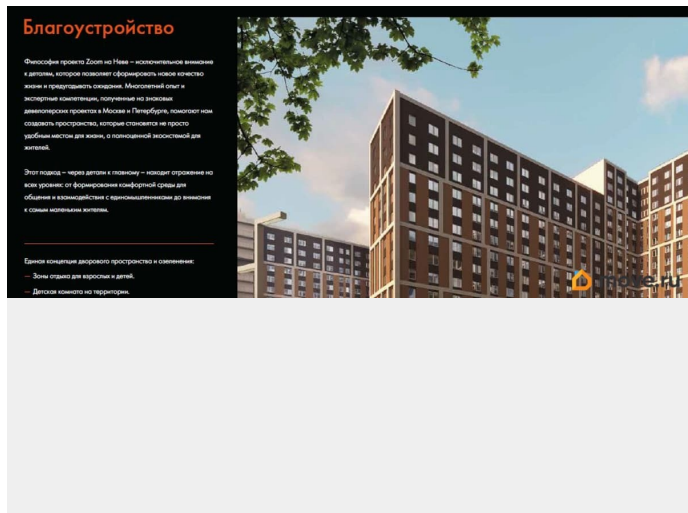 Благоустройство
Философия проекта Zoom на Неве – исключительное внимание
к деталям, которое позволяет сформировать новое качество
жизни и предугадывать ожидания. Многолетний опыт и
экспертные компетенции, полученные на знаковых
девелоперских проектах в Москве и Петербурге, помогают нам
создавать пространства, которые становятся не просто
удобным местом для жизни, а полноценной экосистемой для
жителей.
Этот подход – через детали к главному – находит отражение на
всех уровнях: от формирования комфортной среды для
общения и взаимодействия с единомышленниками до внимания
к самым маленьким жителям.
Единая концепция дворового пространства и озеленения:
— Зоны отдыха для взрослых и детей.
— Детская комната на территории.
move.ru